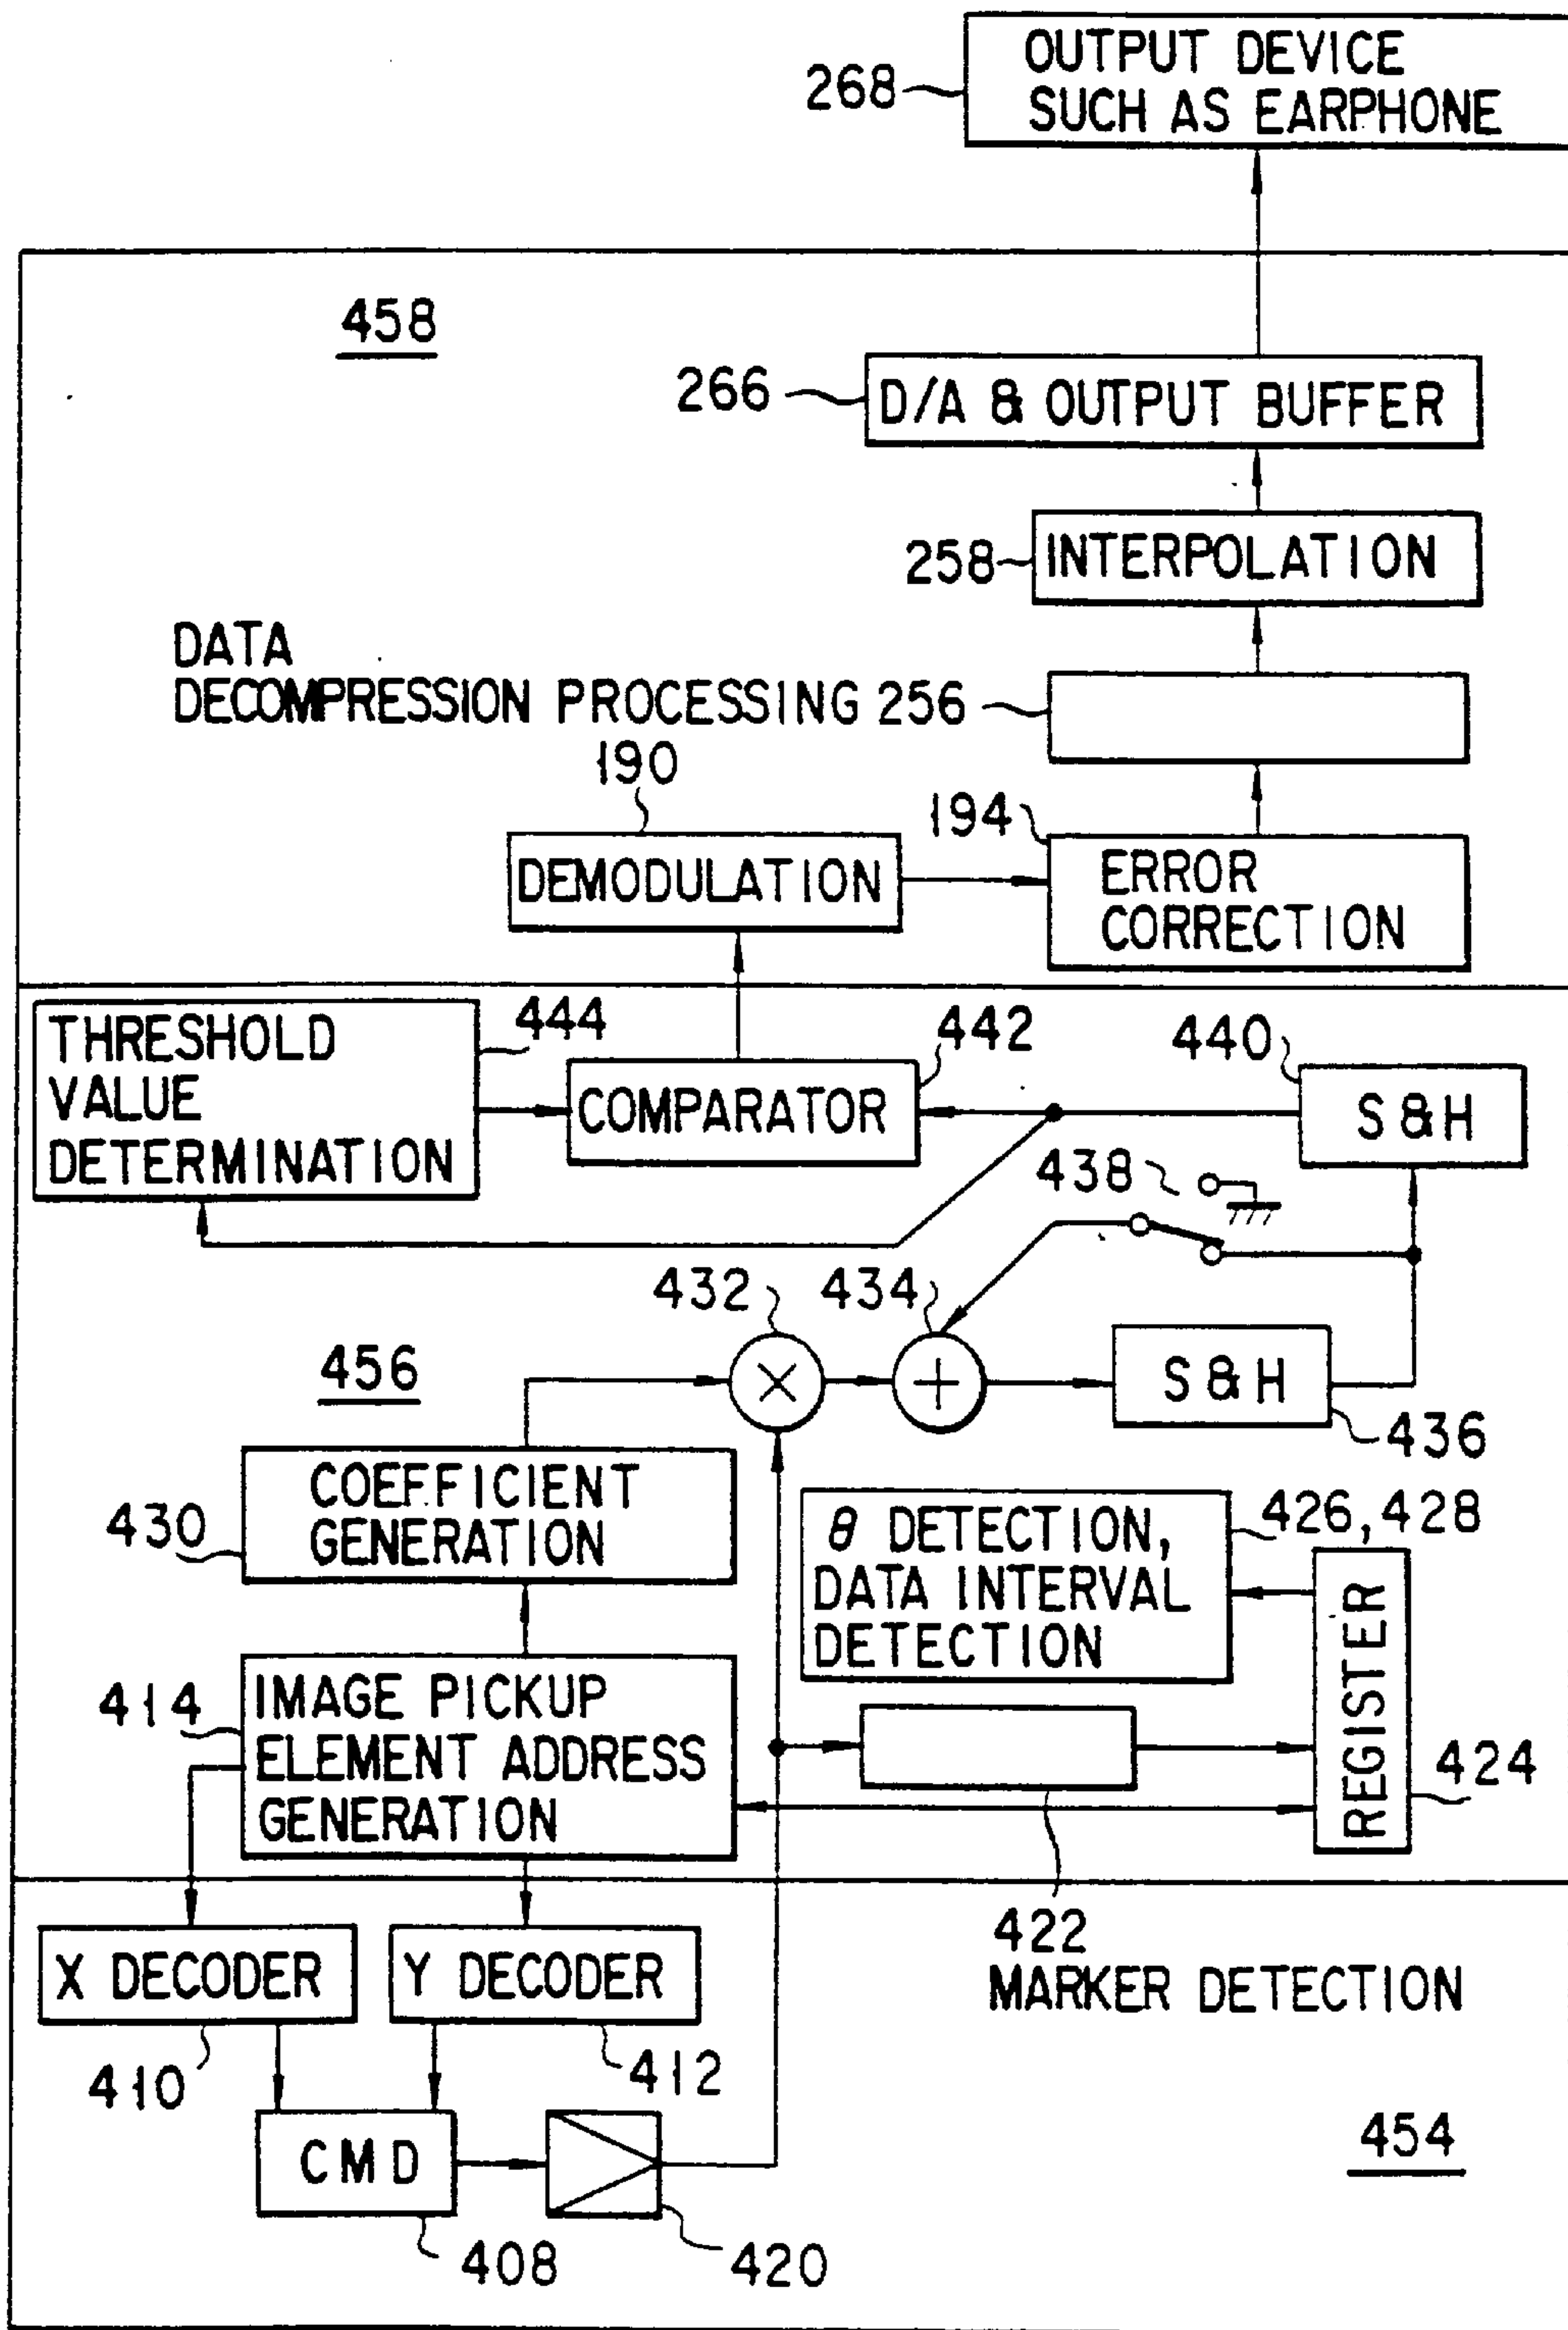 OUTPUT DEVICE
SUCH AS EARPHONE
268
458
266
D/A & OUTPUT BUFFER
258
INTERPOLATION
DATA
DECOMPRESSION PROCESSING 256
190
194
DEMODULATION
ERROR
CORRECTION
THRESHOLD
VALUE
DETERMINATION
444
COMPARATOR
442
440
S & H
438
432
434
456
×
+
S & H
436
COEFFICIENT
GENERATION
430
θ DETECTION,
DATA INTERVAL
DETECTION
426, 428
REGISTER
424
414
IMAGE PICKUP
ELEMENT ADDRESS
GENERATION
422
MARKER DETECTION
X DECODER
Y DECODER
410
412
CMD
408
420
454